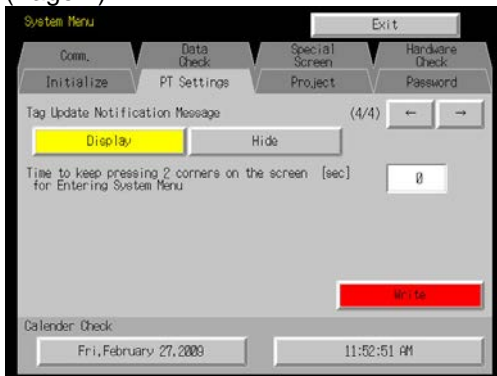 System Menu
Exit
Comm.
Data
Check
Special
Screen
Hardware
Check
Initialize
PT Settings
Project
Password
Tag Update Notification Message
(4/4)
←
→
Display
Hide
Time to keep pressing 2 corners on the screen [sec]
for Entering System Menu
0
Write
Calender Check
Fri,February 27,2009
11:52:51 AM